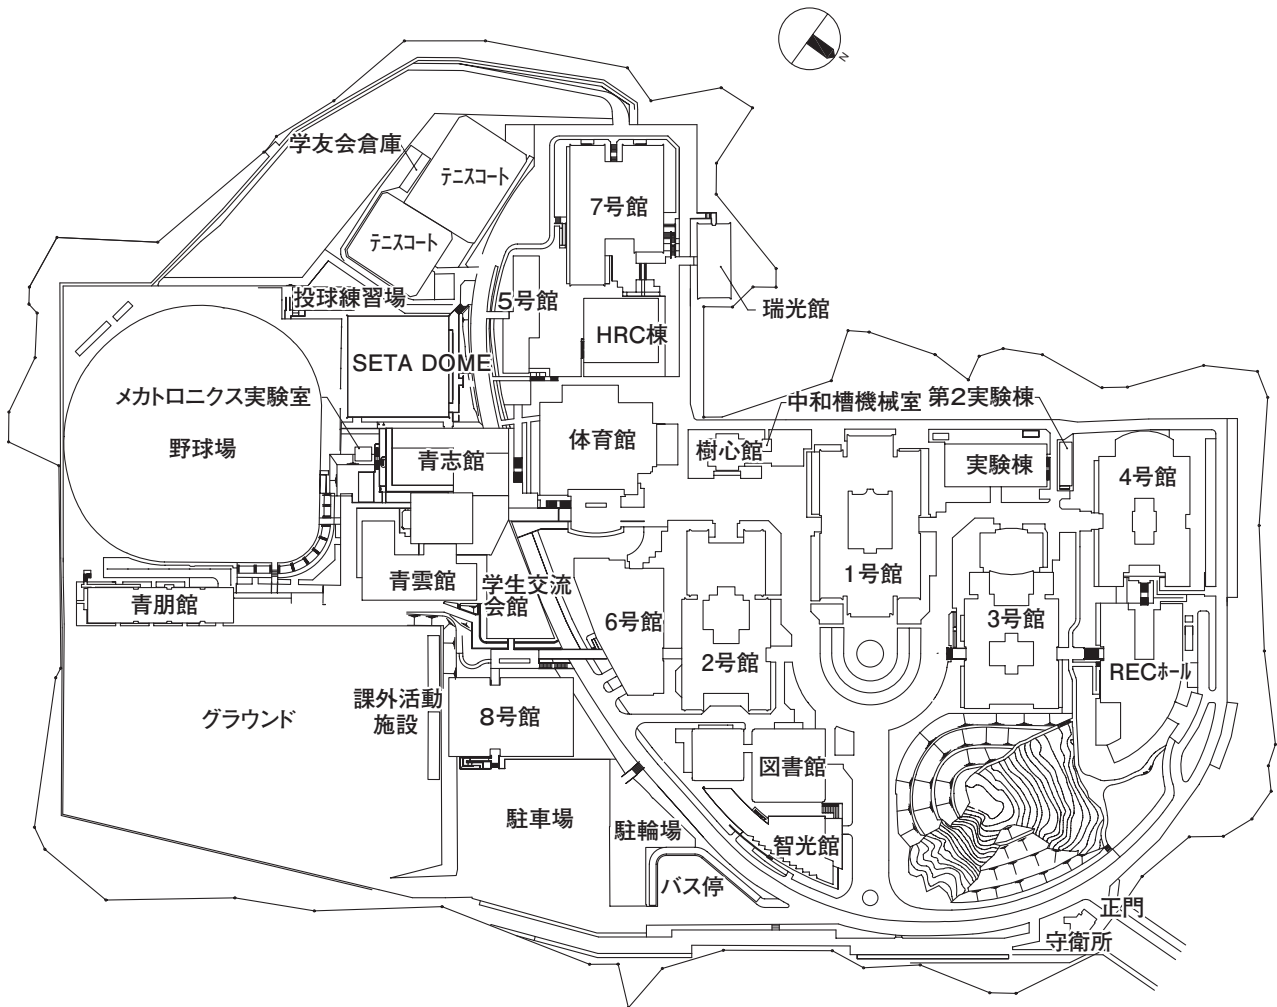 N
学友会倉庫
テニスコート
7号館
テニスコート
投球練習場
5号館
瑞光館
HRC棟
SETA DOME
メカトロニクス実験室
中和槽機械室
第2実験棟
野球場
体育館
青志館
樹心館
実験棟
4号館
青雲館
学生交流
会館
1号館
青朋館
6号館
3号館
2号館
RECホール
課外活動
施設
グラウンド
8号館
図書館
駐車場
駐輪場
智光館
バス停
正門
守衛所